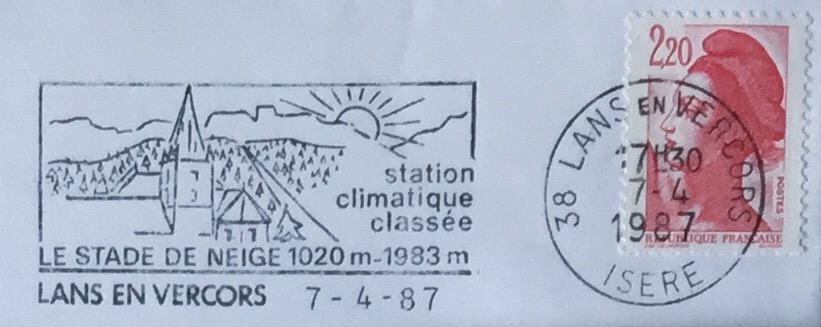 station
climatique
classée
LE STADE DE NEIGE 1020 m-1983 m
LANS EN VERCORS 7 - 4 - 87
2,20
38 LANS EN VERCORS
17H30
7-4
1987
ISERE
POSTES
REPUBLIQUE FRANÇAISE